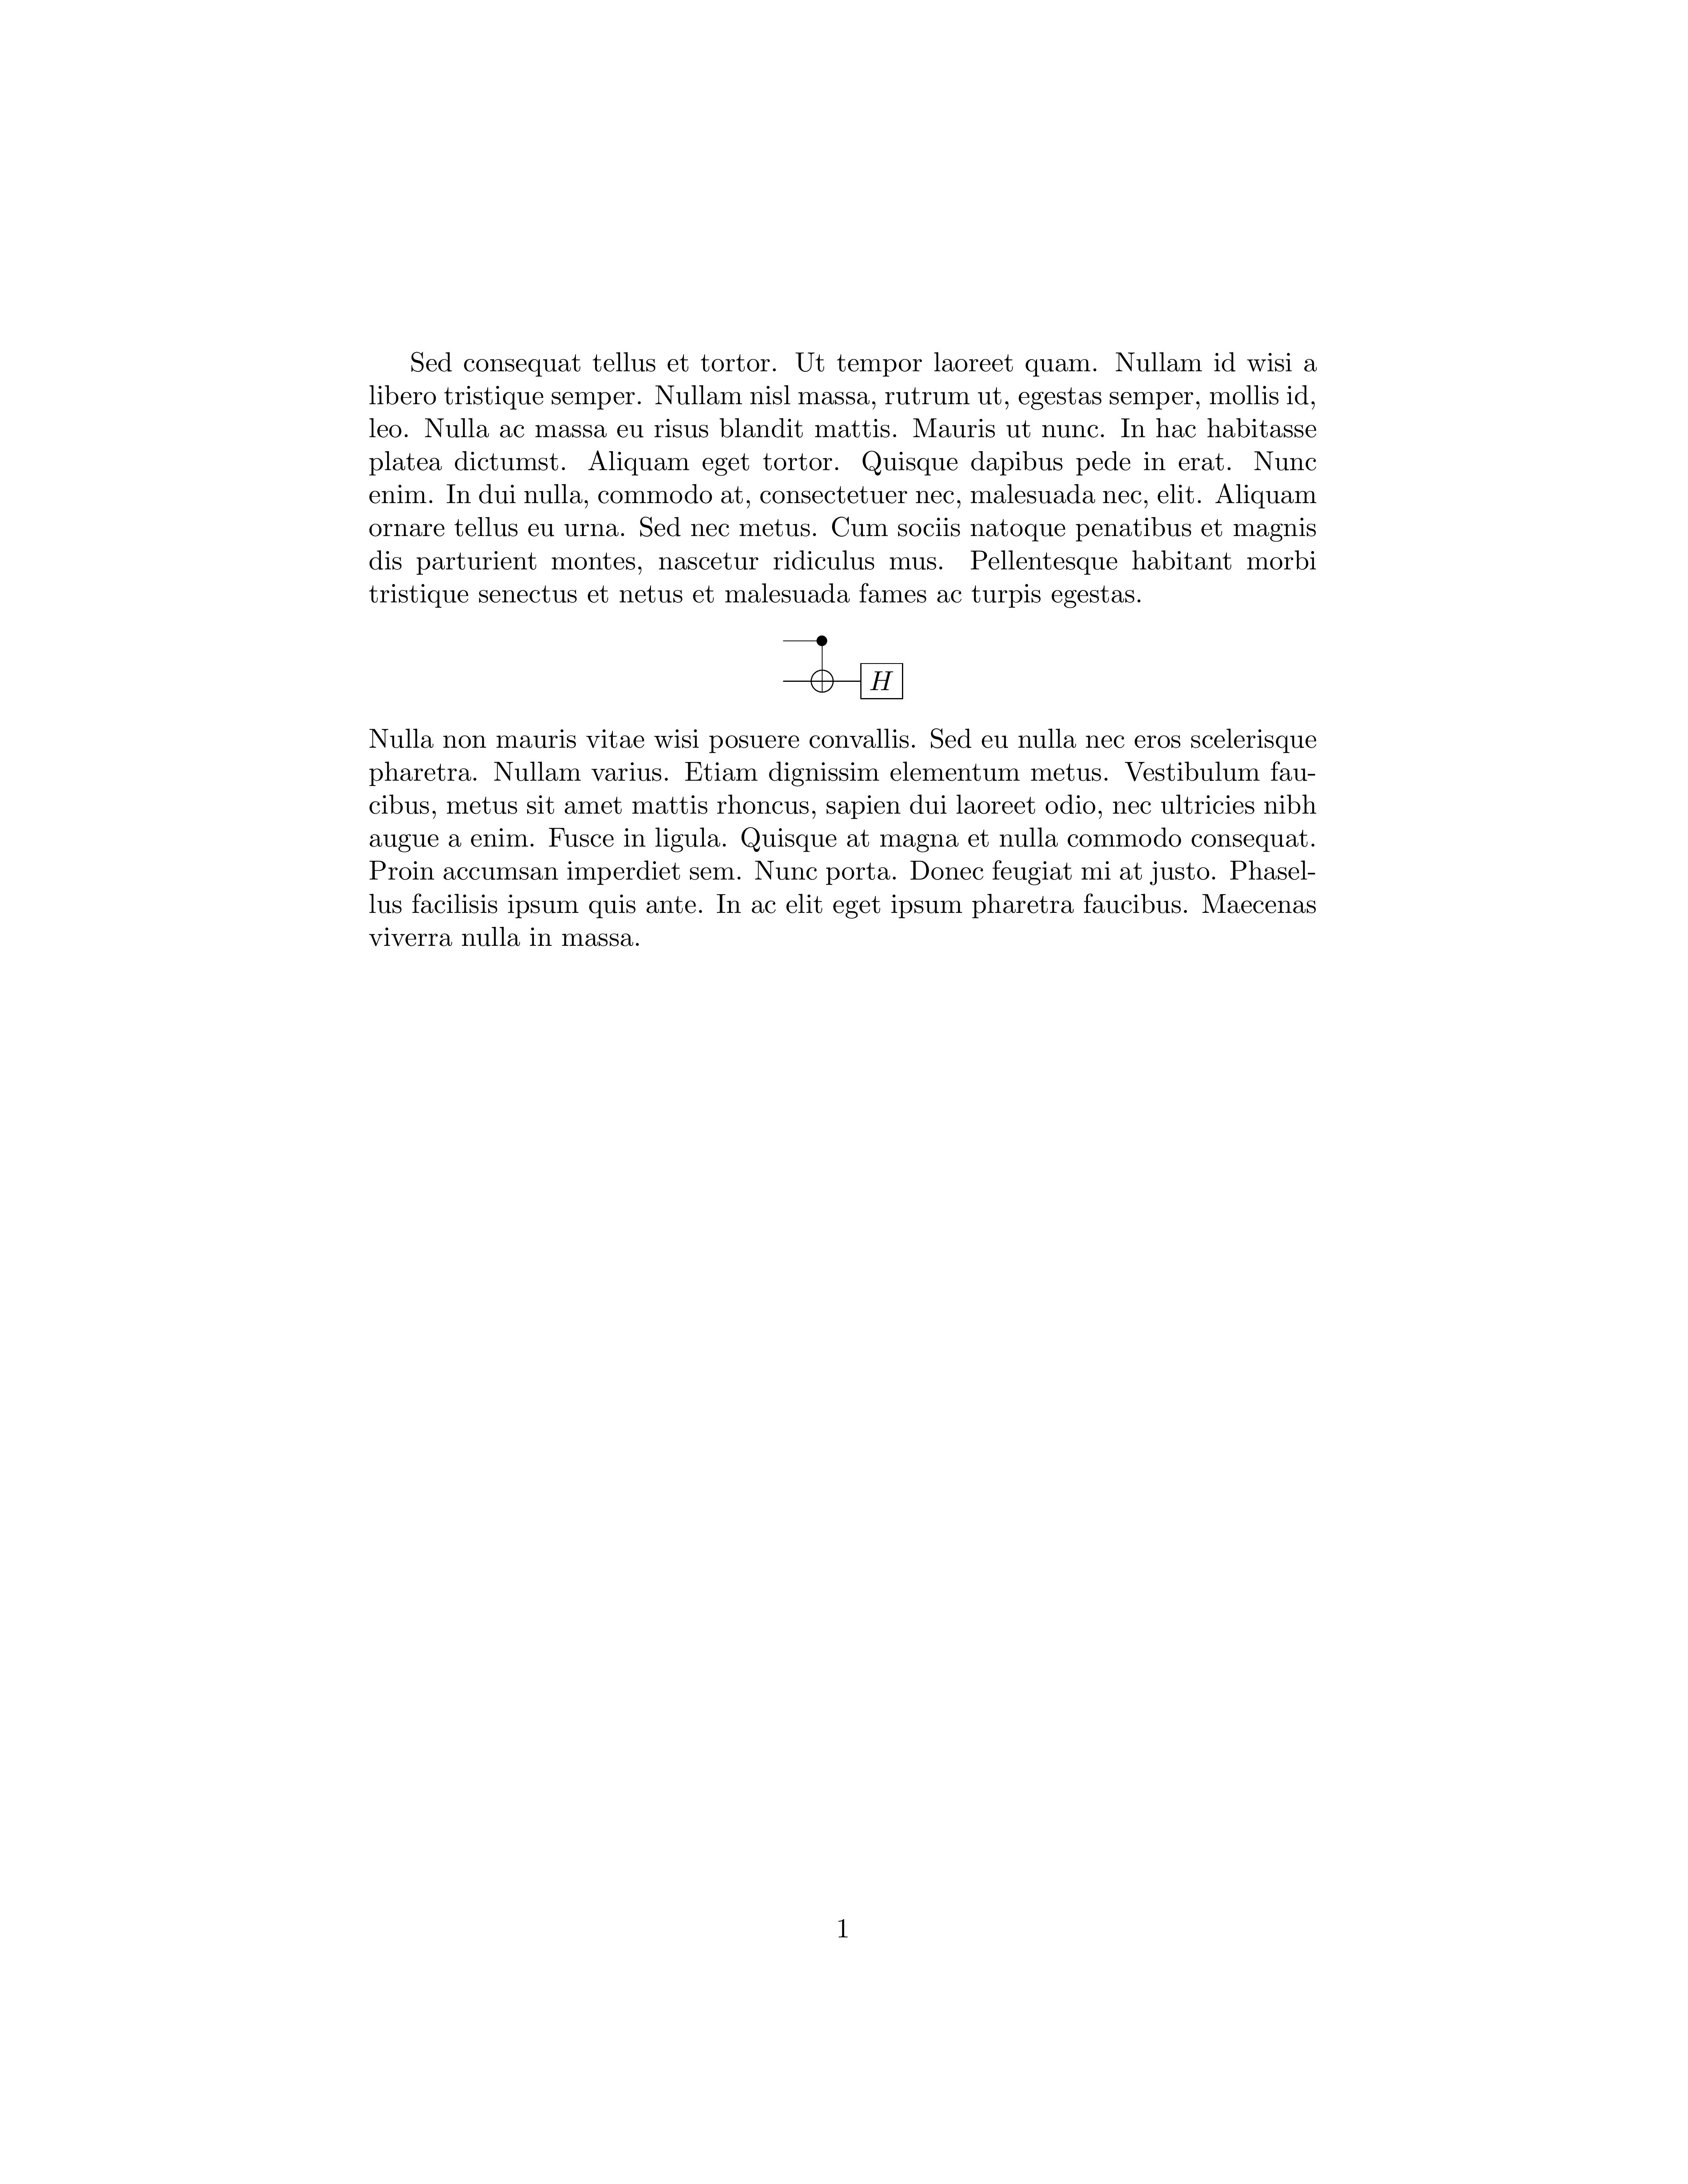 Sed consequat tellus et tortor. Ut tempor laoreet quam. Nullam id wisi a
libero tristique semper. Nullam nisl massa, rutrum ut, egestas semper, mollis id,
leo. Nulla ac massa eu risus blandit mattis. Mauris ut nunc. In hac habitasse
platea dictumst. Aliquam eget tortor. Quisque dapibus pede in erat. Nunc
enim. In dui nulla, commodo at, consectetuer nec, malesuada nec, elit. Aliquam
ornare tellus eu urna. Sed nec metus. Cum sociis natoque penatibus et magnis
dis parturient montes, nascetur ridiculus mus. Pellentesque habitant morbi
tristique senectus et netus et malesuada fames ac turpis egestas.
H
Nulla non mauris vitae wisi posuere convallis. Sed eu nulla nec eros scelerisque
pharetra. Nullam varius. Etiam dignissim elementum metus. Vestibulum fau-
cibus, metus sit amet mattis rhoncus, sapien dui laoreet odio, nec ultricies nibh
augue a enim. Fusce in ligula. Quisque at magna et nulla commodo consequat.
Proin accumsan imperdiet sem. Nunc porta. Donec feugiat mi at justo. Phasel-
lus facilisis ipsum quis ante. In ac elit eget ipsum pharetra faucibus. Maecenas
viverra nulla in massa.
1